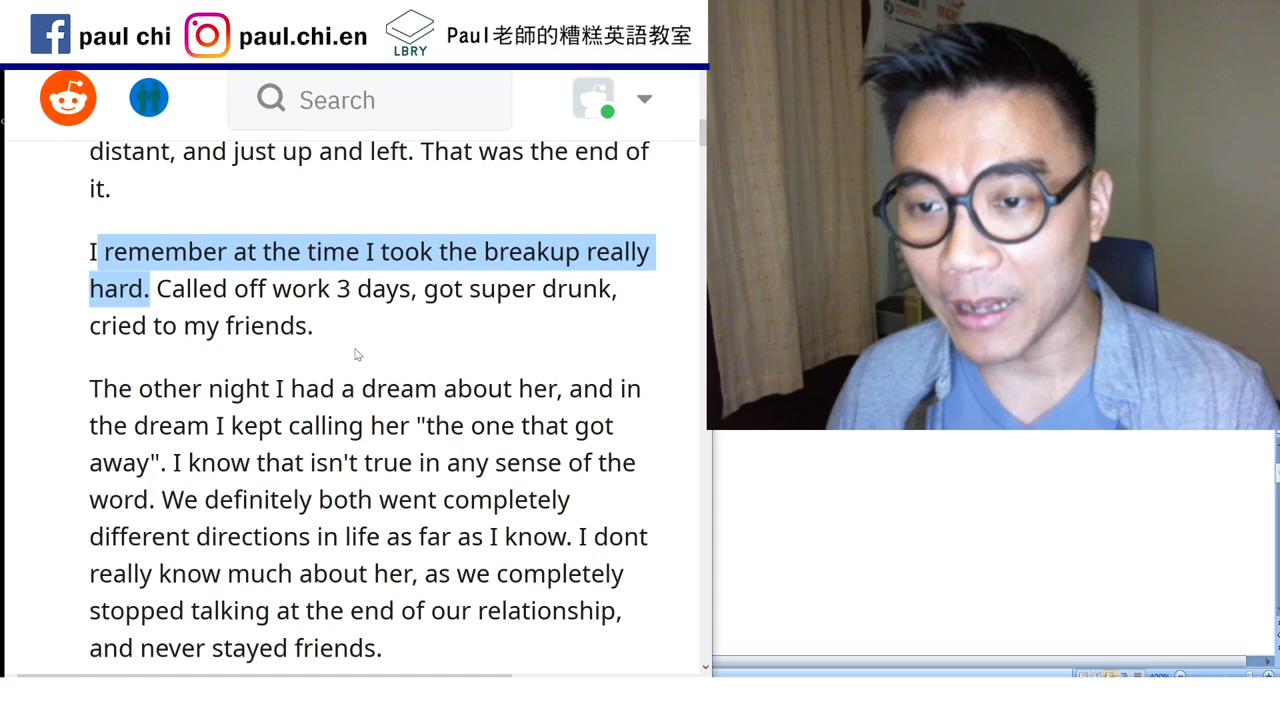 paul chi
paul.chi.en
LBRY
Paul老師的糟糕英語教室
Search
distant, and just up and left. That was the end of
it.
I remember at the time I took the breakup really
hard. Called off work 3 days, got super drunk,
cried to my friends.
The other night I had a dream about her, and in
the dream I kept calling her "the one that got
away". I know that isn't true in any sense of the
word. We definitely both went completely
different directions in life as far as I know. I dont
really know much about her, as we completely
stopped talking at the end of our relationship,
and never stayed friends.